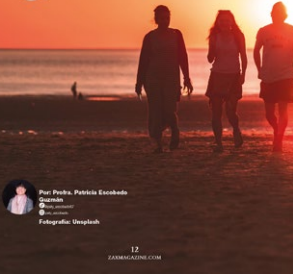 Por: Profra. Patricia Escobedo
Guzmán
Fotografía: Unsplash
12
ZASMAGAZINE.COM